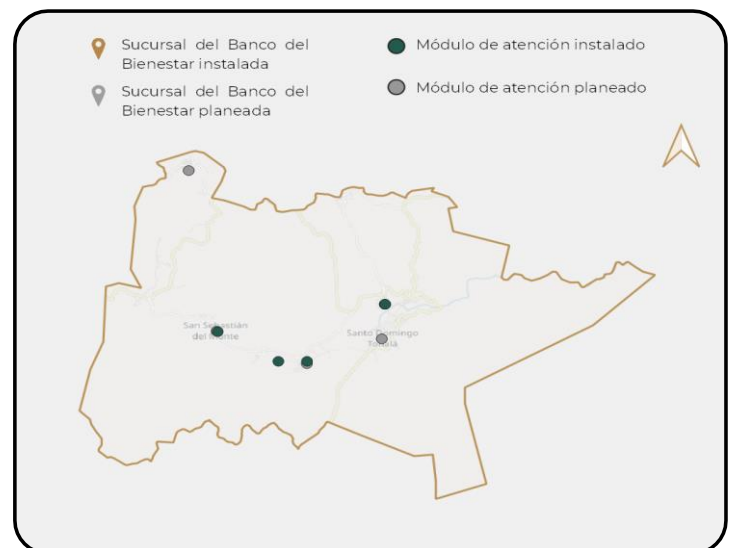 Sucursal del Banco del
Bienestar instalada
Sucursal del Banco del
Bienestar planeada
Módulo de atención instalado
Módulo de atención planeado
San Sebastián
del Monte
Santo Domingo
Tonalá